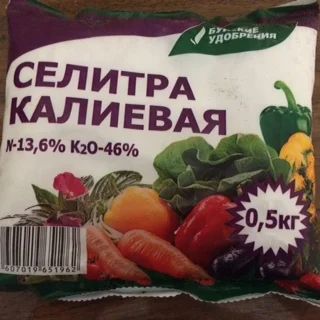 БУЙСКИЕ
УДОБРЕНИЯ
СЕЛИТРА
КАЛИЕВАЯ
N-13,6% K₂O-46%
0,5кг
4607019651962